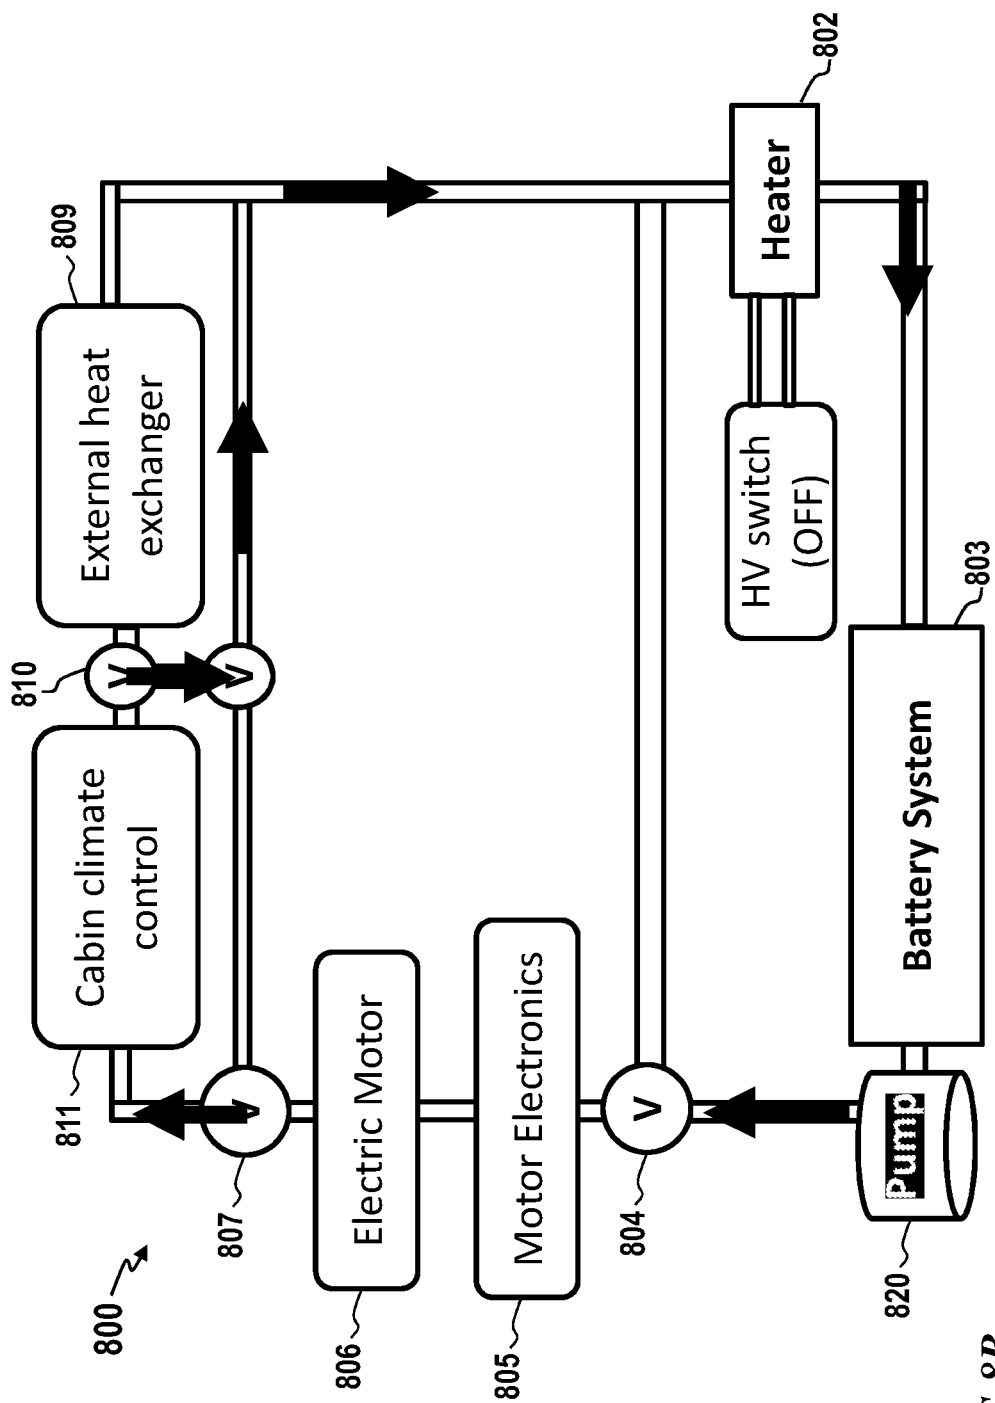 810
809
811
Cabin climate
control
External heat
exchanger
800
V
V
807
V
806
Electric Motor
805
Motor Electronics
804
V
HV switch
(OFF)
Heater
802
820
Pump
Battery System
803